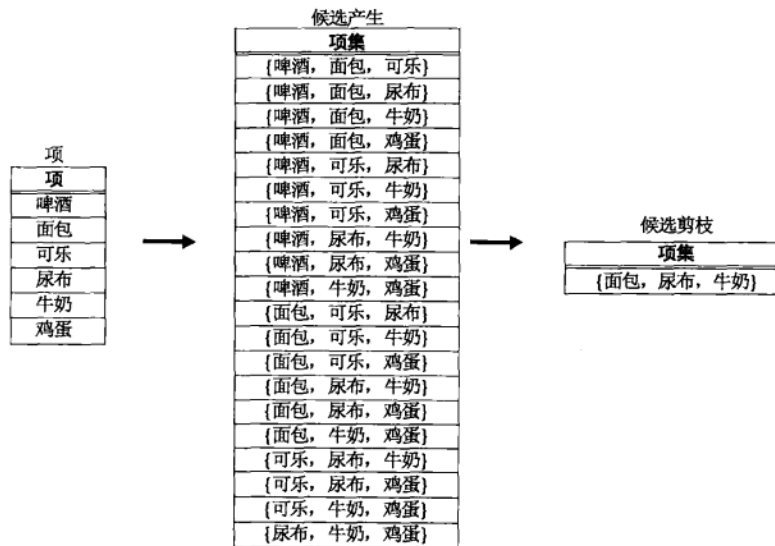 候选产生
项集
{啤酒，面包，可乐}
{啤酒，面包，尿布}
{啤酒，面包，牛奶}
{啤酒，面包，鸡蛋}
{啤酒，可乐，尿布}
{啤酒，可乐，牛奶}
{啤酒，可乐，鸡蛋}
{啤酒，尿布，牛奶}
{啤酒，尿布，鸡蛋}
{啤酒，牛奶，鸡蛋}
{面包，可乐，尿布}
{面包，可乐，牛奶}
{面包，可乐，鸡蛋}
{面包，尿布，牛奶}
{面包，尿布，鸡蛋}
{面包，牛奶，鸡蛋}
{可乐，尿布，牛奶}
{可乐，尿布，鸡蛋}
{可乐，牛奶，鸡蛋}
{尿布，牛奶，鸡蛋}
项
项
啤酒
面包
可乐
尿布
牛奶
鸡蛋
候选剪枝
项集
{面包，尿布，牛奶}